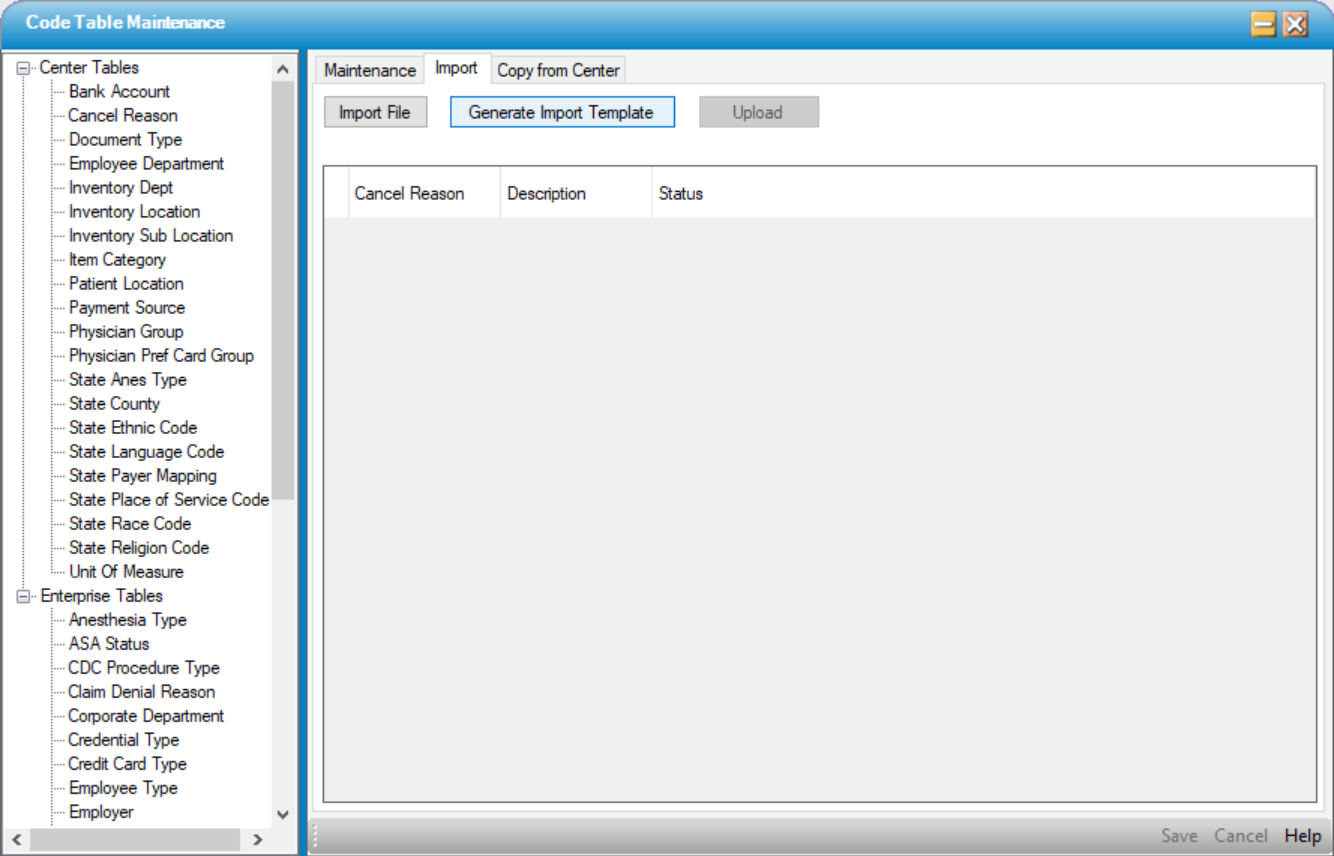 Code Table Maintenance
Center Tables
Bank Account
Cancel Reason
Document Type
Employee Department
Inventory Dept
Inventory Location
Inventory Sub Location
Item Category
Patient Location
Payment Source
Physician Group
Physician Pref Card Group
State Anes Type
State County
State Ethnic Code
State Language Code
State Payer Mapping
State Place of Service Code
State Race Code
State Religion Code
Unit Of Measure
Enterprise Tables
Anesthesia Type
ASA Status
CDC Procedure Type
Claim Denial Reason
Corporate Department
Credential Type
Credit Card Type
Employee Type
Employer
Maintenance Import Copy from Center
Import File Generate Import Template Upload
Cancel Reason Description Status
Save Cancel Help